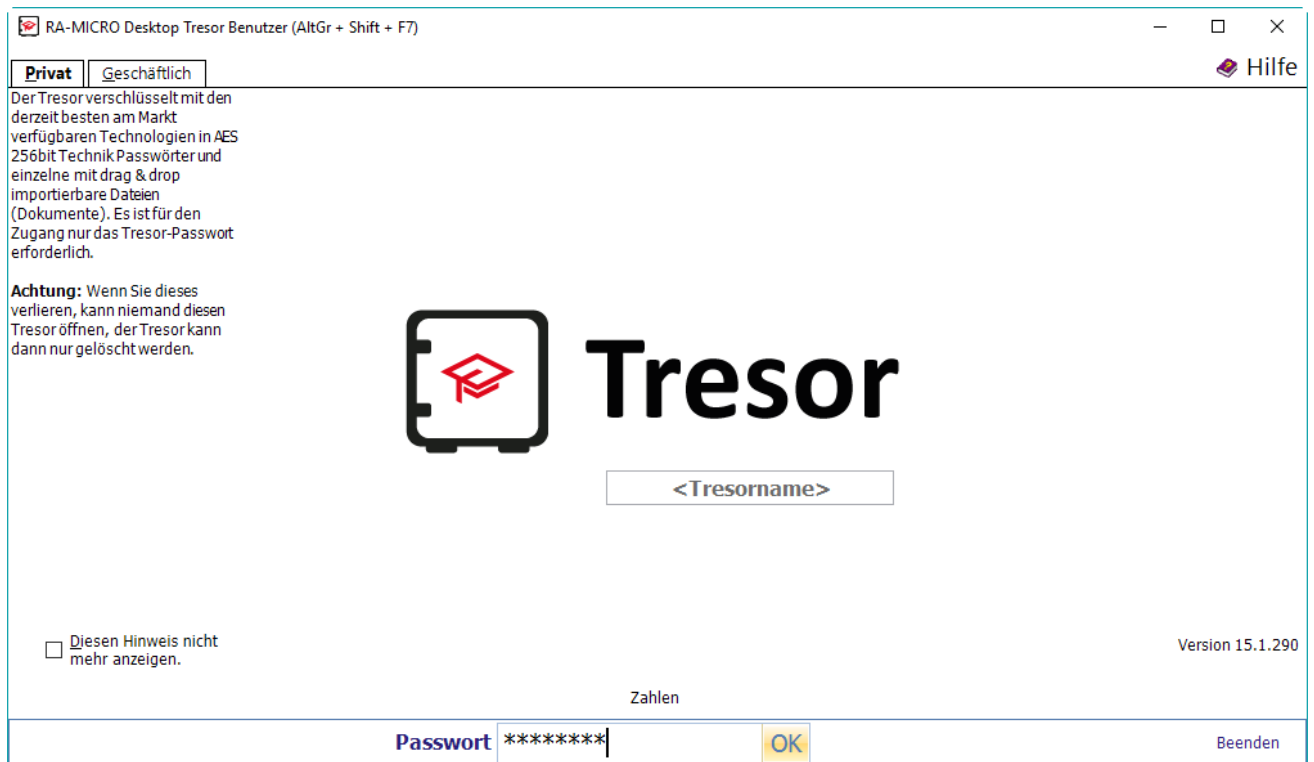 RA-MICRO Desktop Tresor Benutzer (AltGr + Shift + F7)
Privat Geschäftlich Hilfe
Der Tresor verschlüsselt mit den
derzeit besten am Markt
verfügbaren Technologien in AES
256bit Technik Passwörter und
einzelne mit drag & drop
importierbare Dateien
(Dokumente). Es ist für den
Zugang nur das Tresor-Passwort
erforderlich.
Achtung: Wenn Sie dieses
verlieren, kann niemand diesen
Tresor öffnen, der Tresor kann
dann nur gelöscht werden.
Tresor
<Tresorname>
Diesen Hinweis nicht
mehr anzeigen.
Version 15.1.290
Zahlen
Passwort ******** OK Beenden